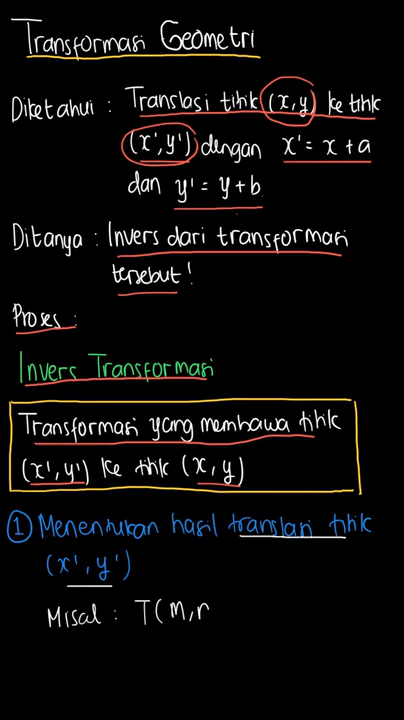 Transformasi Geometri
Diketahui : Translasi titik (x,y) ke titik
(x',y') dengan x' = x + a
dan y' = y + b
Ditanya : Invers dari transformasi
tersebut!
Proses :
Invers Transformasi
Transformasi yang membawa titik
(x',y') ke titik (x,y)
1 Menentukan hasil translasi titik
(x',y')
Misal : T(m,n